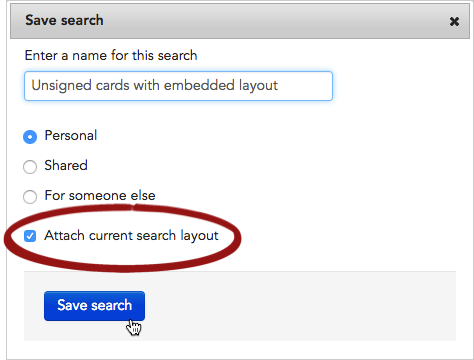 Save search
Enter a name for this search
Unsigned cards with embedded layout
Personal
Shared
For someone else
Attach current search layout
Save search